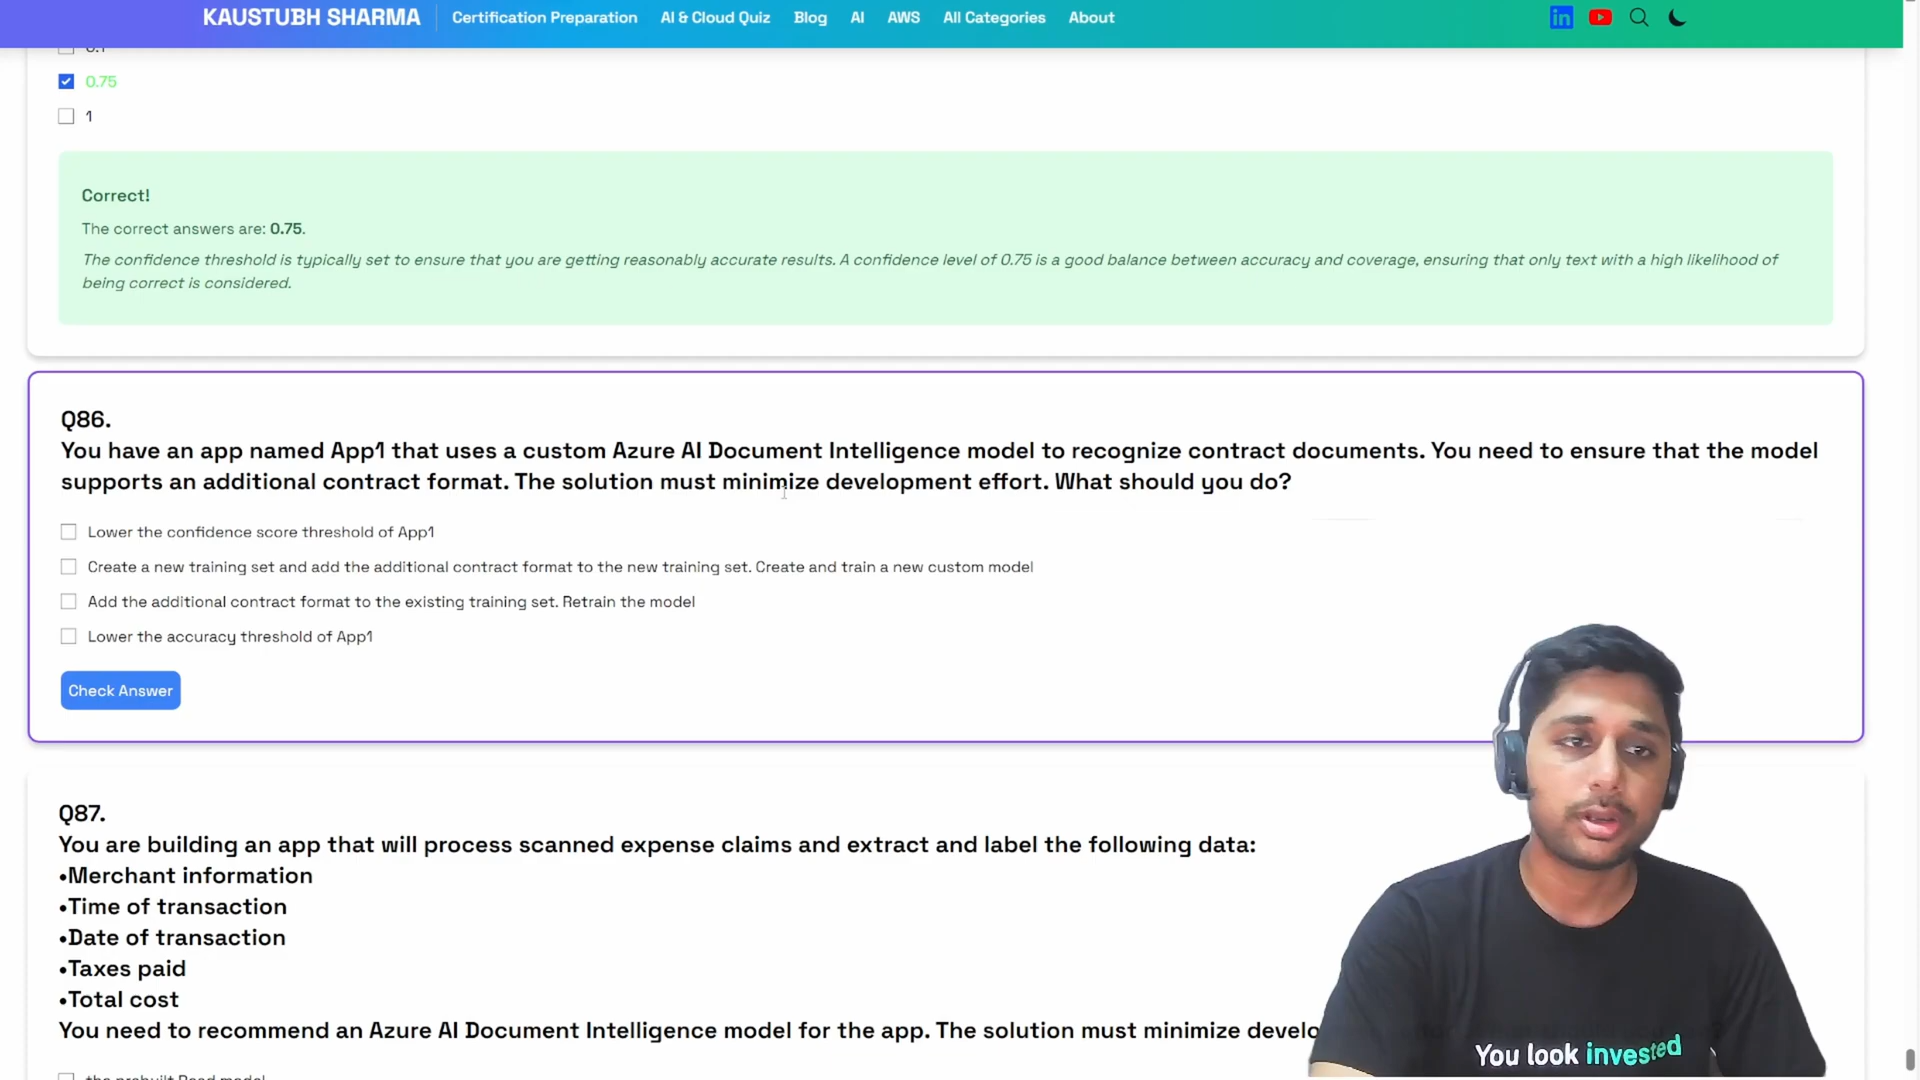 KAUSTUBH SHARMA Certification Preparation AI & Cloud Quiz Blog AI AWS All Categories About in
0.75
1
Correct!
The correct answers are: 0.75.
The confidence threshold is typically set to ensure that you are getting reasonably accurate results. A confidence level of 0.75 is a good balance between accuracy and coverage, ensuring that only text with a high likelihood of
being correct is considered.
Q86.
You have an app named App1 that uses a custom Azure AI Document Intelligence model to recognize contract documents. You need to ensure that the model
supports an additional contract format. The solution must minimize development effort. What should you do?
Lower the confidence score threshold of App1
Create a new training set and add the additional contract format to the new training set. Create and train a new custom model
Add the additional contract format to the existing training set. Retrain the model
Lower the accuracy threshold of App1
Check Answer
Q87.
You are building an app that will process scanned expense claims and extract and label the following data:
•Merchant information
•Time of transaction
•Date of transaction
•Taxes paid
•Total cost
You need to recommend an Azure AI Document Intelligence model for the app. The solution must minimize develo
the prebuilt Read model
You look invested